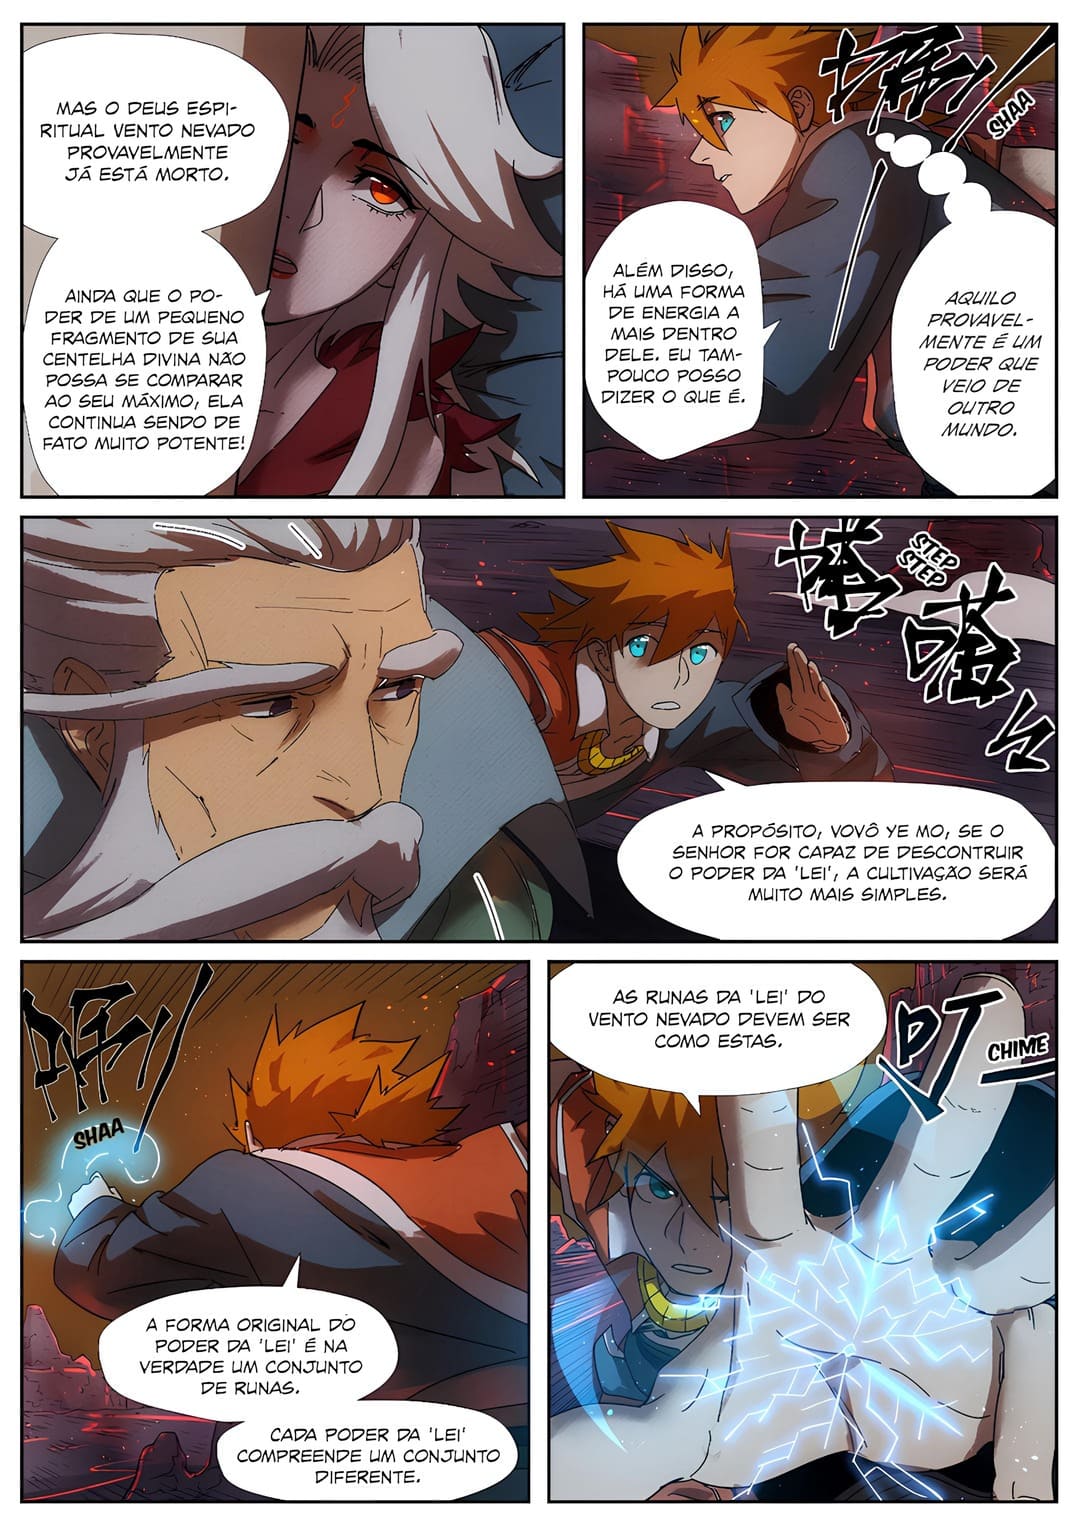 MAS O DEUS ESPI-
RITUAL VENTO NEVADO
PROVAVELMENTE
JÁ ESTÁ MORTO.
AINDA QUE O PO-
DER DE UM PEQUENO
FRAGMENTO DE SUA
CENTELHA DIVINA NÃO
POSSA SE COMPARAR
AO SEU MÁXIMO, ELA
CONTINUA SENDO DE
FATO MUITO POTENTE!
SHAA
ALÉM DISSO,
HÁ UMA FORMA
DE ENERGIA A
MAIS DENTRO
DELE. EU TAM-
POUCO POSSO
DIZER O QUE É.
AQUILO
PROVAVEL-
MENTE É UM
PODER QUE
VEIO DE
OUTRO
MUNDO.
嗒
STEP
STEP
嗒
A PROPÓSITO, VOVÔ YE MO, SE O
SENHOR FOR CAPAZ DE DESCONTRUIR
O PODER DA 'LEI', A CULTIVAÇÃO SERÁ
MUITO MAIS SIMPLES.
SHAA
A FORMA ORIGINAL DO
PODER DA 'LEI' É NA
VERDADE UM CONJUNTO
DE RUNAS.
CADA PODER DA 'LEI'
COMPREENDE UM CONJUNTO
DIFERENTE.
AS RUNAS DA 'LEI' DO
VENTO NEVADO DEVEM SER
COMO ESTAS.
叮
CHIME